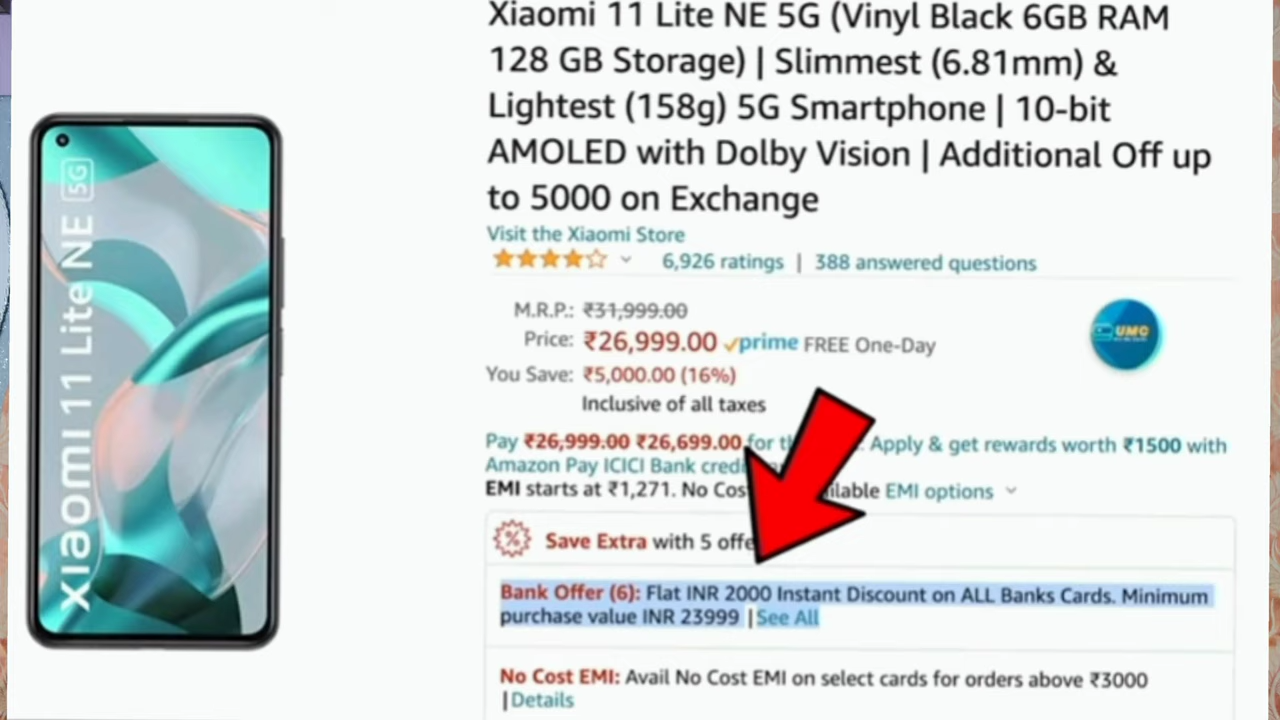 Xiaomi 11 Lite NE 5G (Vinyl Black 6GB RAM
128 GB Storage) | Slimmest (6.81mm) &
Lightest (158g) 5G Smartphone | 10-bit
AMOLED with Dolby Vision | Additional Off up
to 5000 on Exchange
Visit the Xiaomi Store
6,926 ratings | 388 answered questions
M.R.P.: ₹31,999.00
Price: ₹26,999.00 prime FREE One-Day
You Save: ₹5,000.00 (16%)
Inclusive of all taxes
Pay ₹26,999.00 ₹26,699.00 for Apply & get rewards worth ₹1500 with
Amazon Pay ICICI Bank
EMI starts at ₹1,271. No EMI options
Save Extra with 5
Bank Offer (6): Flat INR 2000 Instant Discount on ALL Banks Cards. Minimum
purchase value INR 23999 | See All
No Cost EMI: Avail No Cost EMI on select cards for orders above ₹3000
| Details
Xiaomi 11 Lite NE 5G
UMC